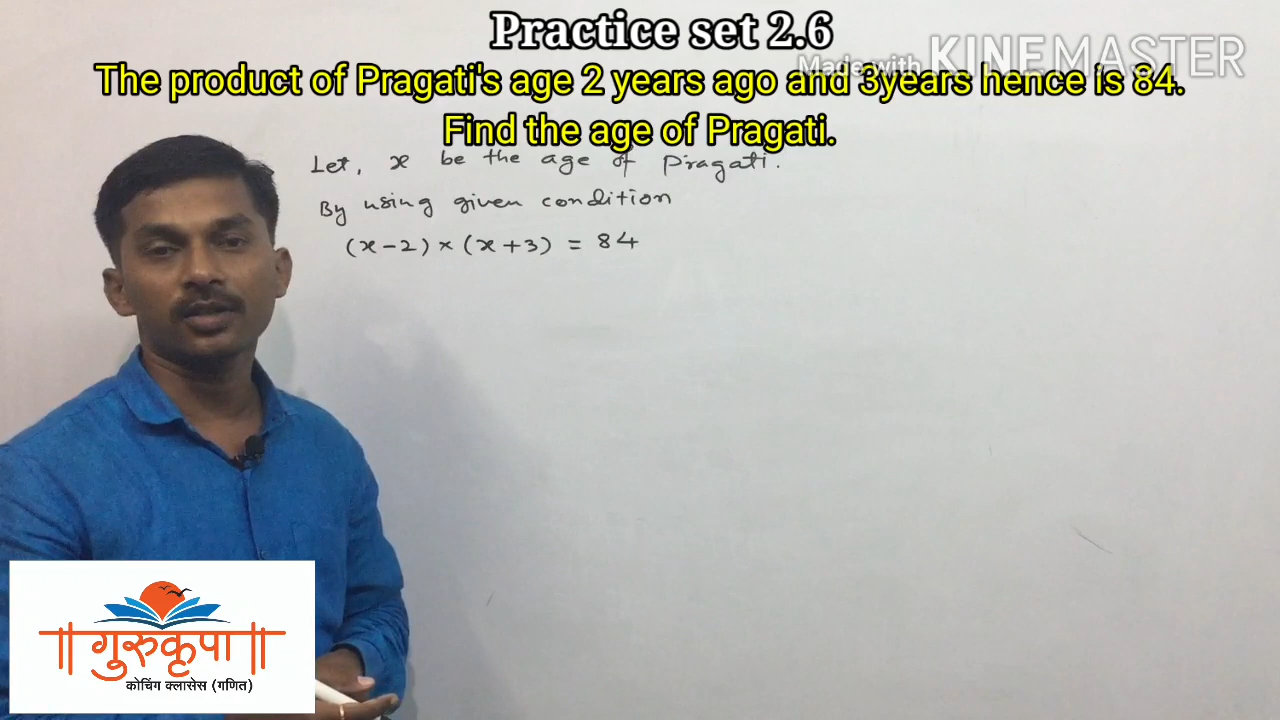 Practice set 2.6
Made with KINEMASTER
The product of Pragati's age 2 years ago and 3years hence is 84.
Find the age of Pragati.
Let, x be the age of Pragati.
By using given condition
(x-2) × (x+3) = 84
॥ गुरुकृपा ॥
कोचिंग क्लासेस (गणित)